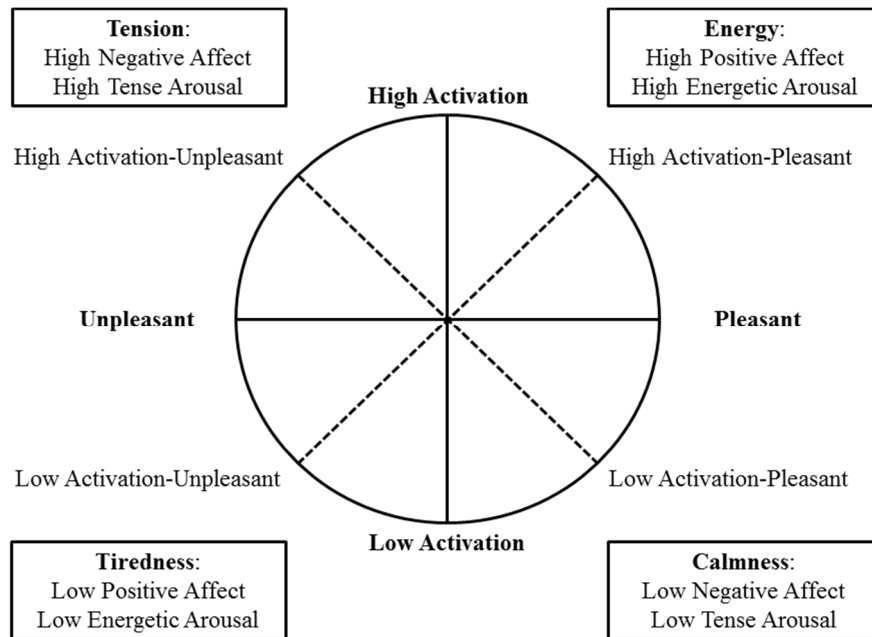 Tension:
High Negative Affect
High Tense Arousal
Energy:
High Positive Affect
High Energetic Arousal
High Activation
High Activation-Unpleasant
High Activation-Pleasant
Unpleasant
Pleasant
Low Activation-Unpleasant
Low Activation-Pleasant
Low Activation
Tiredness:
Low Positive Affect
Low Energetic Arousal
Calmness:
Low Negative Affect
Low Tense Arousal